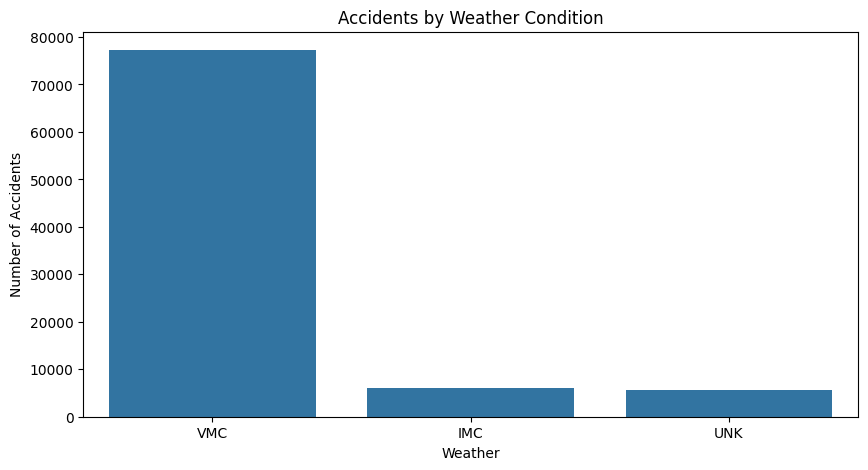 Accidents by Weather Condition
Number of Accidents
80000
70000
60000
50000
40000
30000
20000
10000
0
VMC IMC UNK
Weather